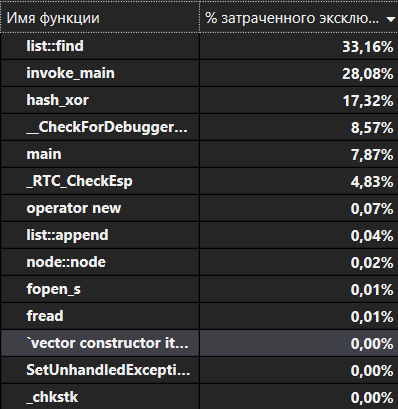 Имя функции % затраченного эксклю...
list::find 33,16%
invoke_main 28,08%
hash_xor 17,32%
__CheckForDebugger... 8,57%
main 7,87%
_RTC_CheckEsp 4,83%
operator new 0,07%
list::append 0,04%
node::node 0,02%
fopen_s 0,01%
fread 0,01%
`vector constructor it... 0,00%
SetUnhandledExcepti... 0,00%
_chkstk 0,00%